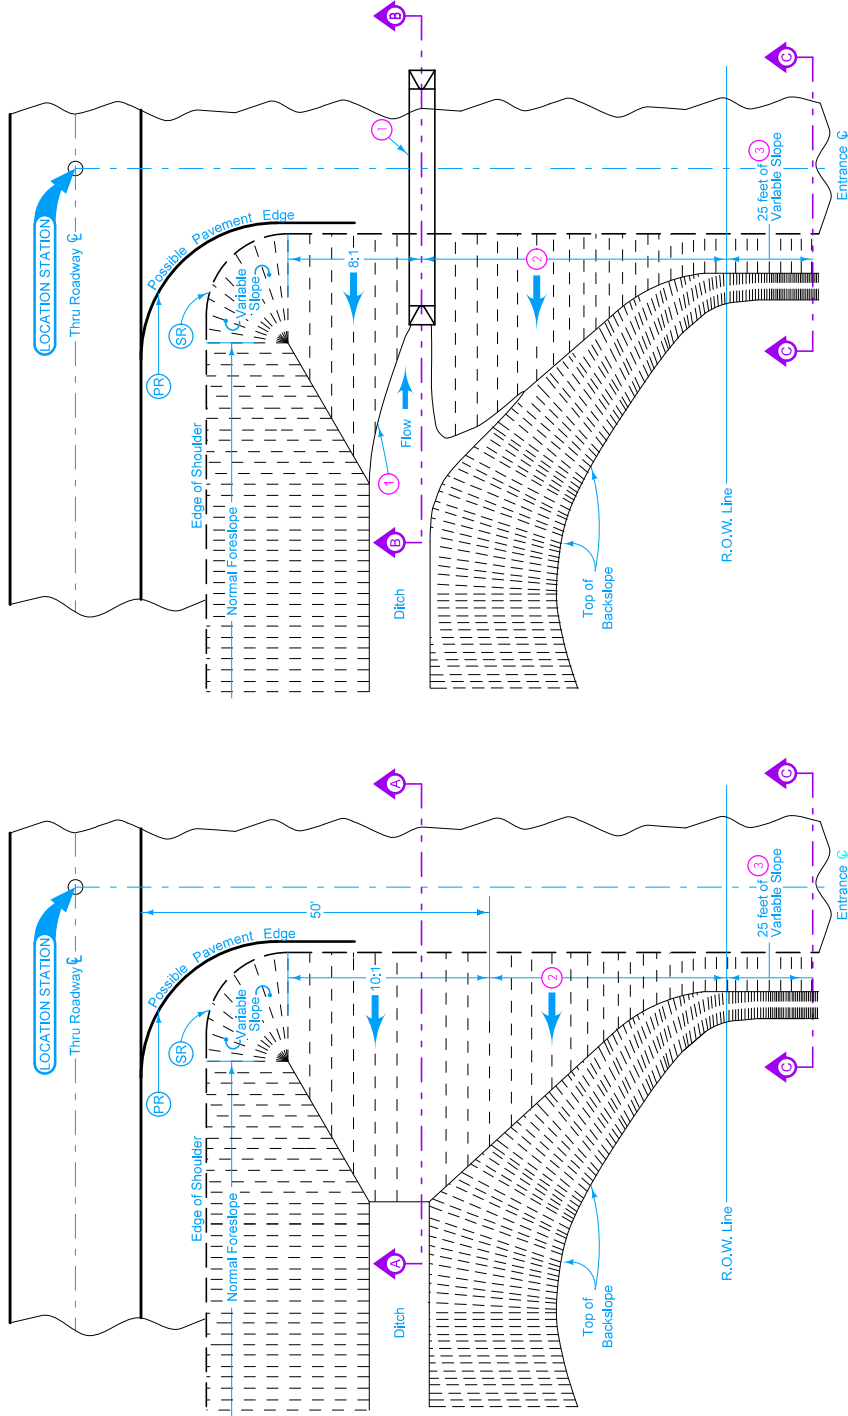 B
B
C
C
1
1
2
3
LOCATION STATION
Thru Roadway ℄
Possible Pavement Edge
PR
SR
Variable
Slope
8:1
Edge of Shoulder
Normal Foreslope
Flow
Ditch
Top of
Backslope
R.O.W. Line
25 feet of
Variable Slope
Entrance ℄
A
A
C
C
2
3
LOCATION STATION
Thru Roadway ℄
Possible Pavement Edge
PR
SR
Variable
Slope
50'
10:1
Edge of Shoulder
Normal Foreslope
Ditch
Top of
Backslope
R.O.W. Line
25 feet of
Variable Slope
Entrance ℄